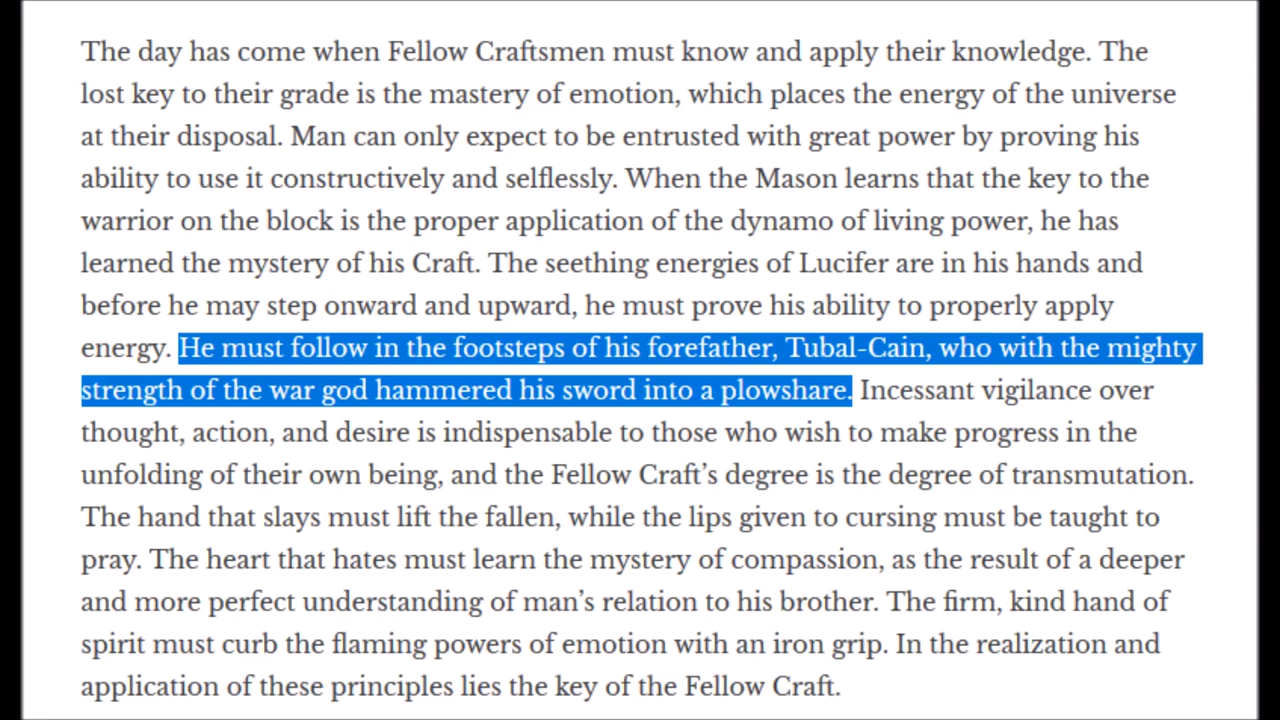 The day has come when Fellow Craftsmen must know and apply their knowledge. The
lost key to their grade is the mastery of emotion, which places the energy of the universe
at their disposal. Man can only expect to be entrusted with great power by proving his
ability to use it constructively and selflessly. When the Mason learns that the key to the
warrior on the block is the proper application of the dynamo of living power, he has
learned the mystery of his Craft. The seething energies of Lucifer are in his hands and
before he may step onward and upward, he must prove his ability to properly apply
energy. He must follow in the footsteps of his forefather, Tubal-Cain, who with the mighty
strength of the war god hammered his sword into a plowshare. Incessant vigilance over
thought, action, and desire is indispensable to those who wish to make progress in the
unfolding of their own being, and the Fellow Craft’s degree is the degree of transmutation.
The hand that slays must lift the fallen, while the lips given to cursing must be taught to
pray. The heart that hates must learn the mystery of compassion, as the result of a deeper
and more perfect understanding of man’s relation to his brother. The firm, kind hand of
spirit must curb the flaming powers of emotion with an iron grip. In the realization and
application of these principles lies the key of the Fellow Craft.